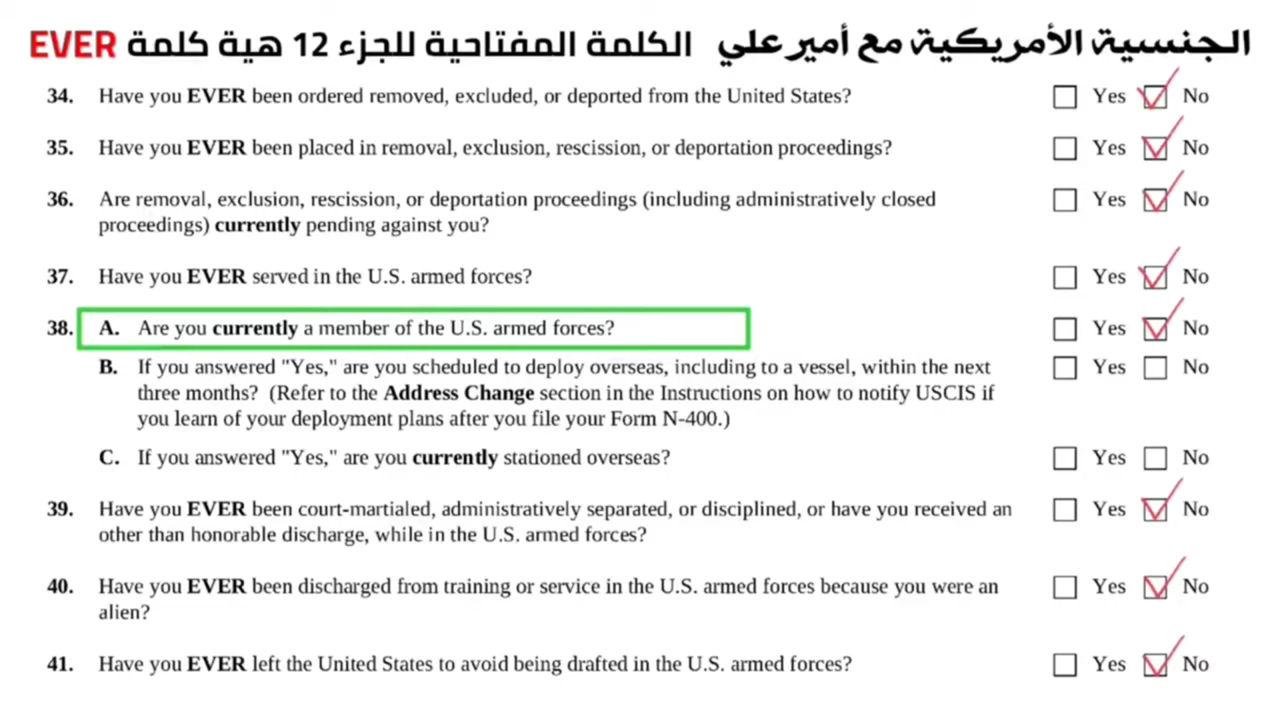 الجنسية الأمريكية مع أمير علي الكلمة المفتاحية للجزء 12 هية كلمة EVER
34. Have you EVER been ordered removed, excluded, or deported from the United States? Yes No
35. Have you EVER been placed in removal, exclusion, rescission, or deportation proceedings? Yes No
36. Are removal, exclusion, rescission, or deportation proceedings (including administratively closed Yes No
proceedings) currently pending against you?
37. Have you EVER served in the U.S. armed forces? Yes No
38. A. Are you currently a member of the U.S. armed forces? Yes No
B. If you answered "Yes," are you scheduled to deploy overseas, including to a vessel, within the next Yes No
three months? (Refer to the Address Change section in the Instructions on how to notify USCIS if
you learn of your deployment plans after you file your Form N-400.)
C. If you answered "Yes," are you currently stationed overseas? Yes No
39. Have you EVER been court-martialed, administratively separated, or disciplined, or have you received an Yes No
other than honorable discharge, while in the U.S. armed forces?
40. Have you EVER been discharged from training or service in the U.S. armed forces because you were an Yes No
alien?
41. Have you EVER left the United States to avoid being drafted in the U.S. armed forces? Yes No